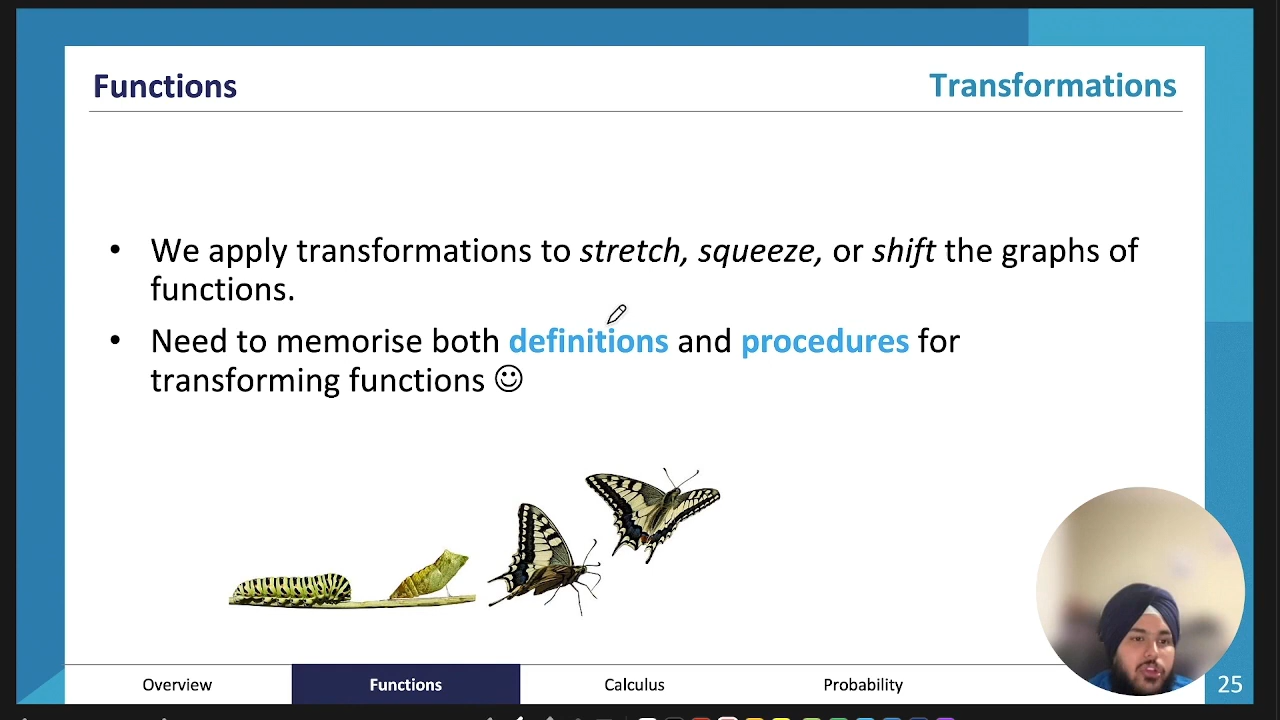 Functions
Transformations
• We apply transformations to stretch, squeeze, or shift the graphs of
functions.
• Need to memorise both definitions and procedures for
transforming functions ☺
Overview
Functions
Calculus
Probability
25